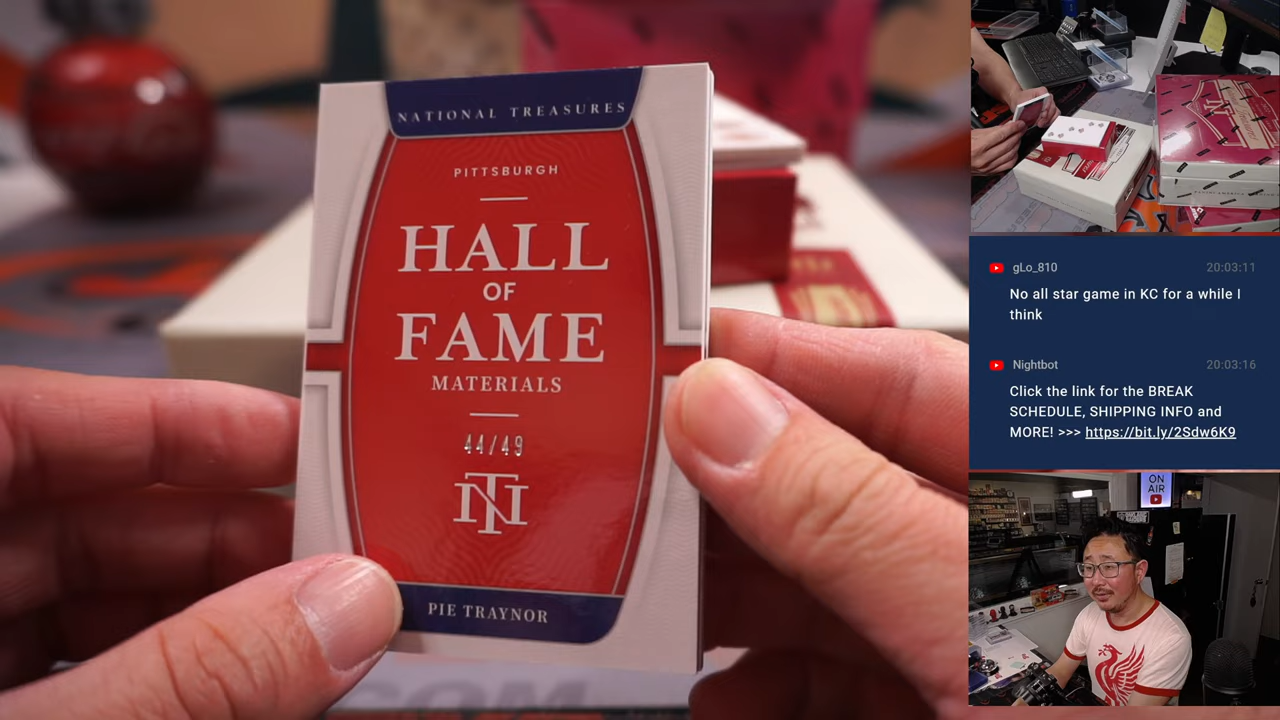 NATIONAL TREASURES
PITTSBURGH
HALL
OF
FAME
MATERIALS
44/49
NT
PIE TRAYNOR
gLo_810 20:03:11
No all star game in KC for a while I
think
Nightbot 20:03:16
Click the link for the BREAK
SCHEDULE, SHIPPING INFO and
MORE! >>> https://bit.ly/2Sdw6K9
ON
AIR